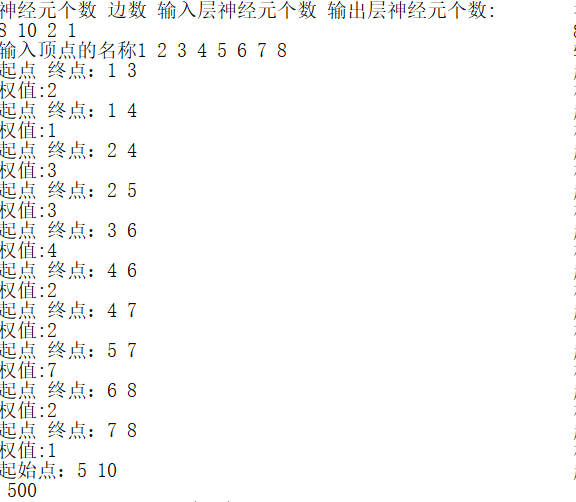 神经元个数 边数 输入层神经元个数 输出层神经元个数:
8 10 2 1
输入顶点的名称1 2 3 4 5 6 7 8
起点 终点: 1 3
权值:2
起点 终点: 1 4
权值:1
起点 终点: 2 4
权值:3
起点 终点: 2 5
权值:3
起点 终点: 3 6
权值:4
起点 终点: 4 6
权值:2
起点 终点: 4 7
权值:2
起点 终点: 5 7
权值:7
起点 终点: 6 8
权值:2
起点 终点: 7 8
权值:1
起始点: 5 10
500